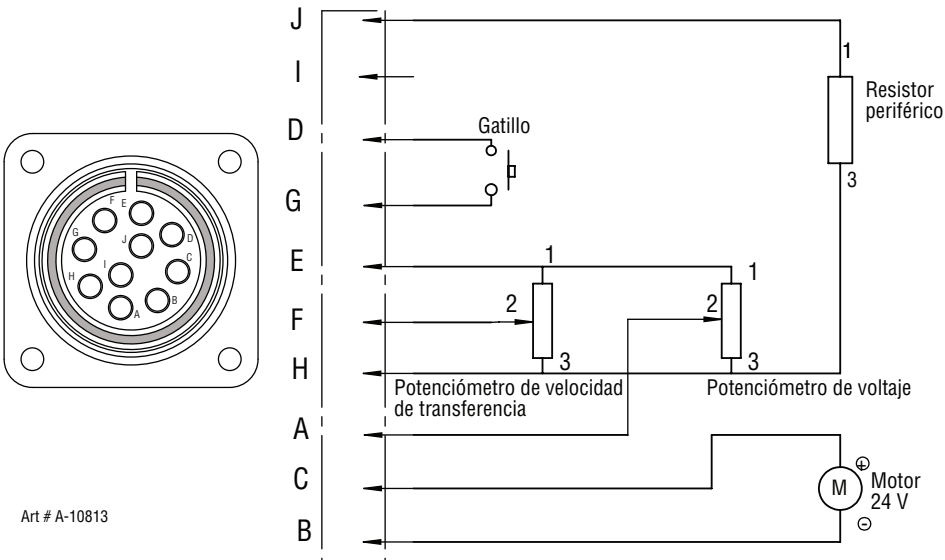 J
1
Resistor
periférico
3
I
D
Gatillo
G
E
1
1
2
2
F
3
3
H
Potenciómetro de velocidad
de transferencia
Potenciómetro de voltaje
A
C
M
+
Motor
24 V
-
B
F
E
G
J
D
I
C
H
B
A
Art # A-10813